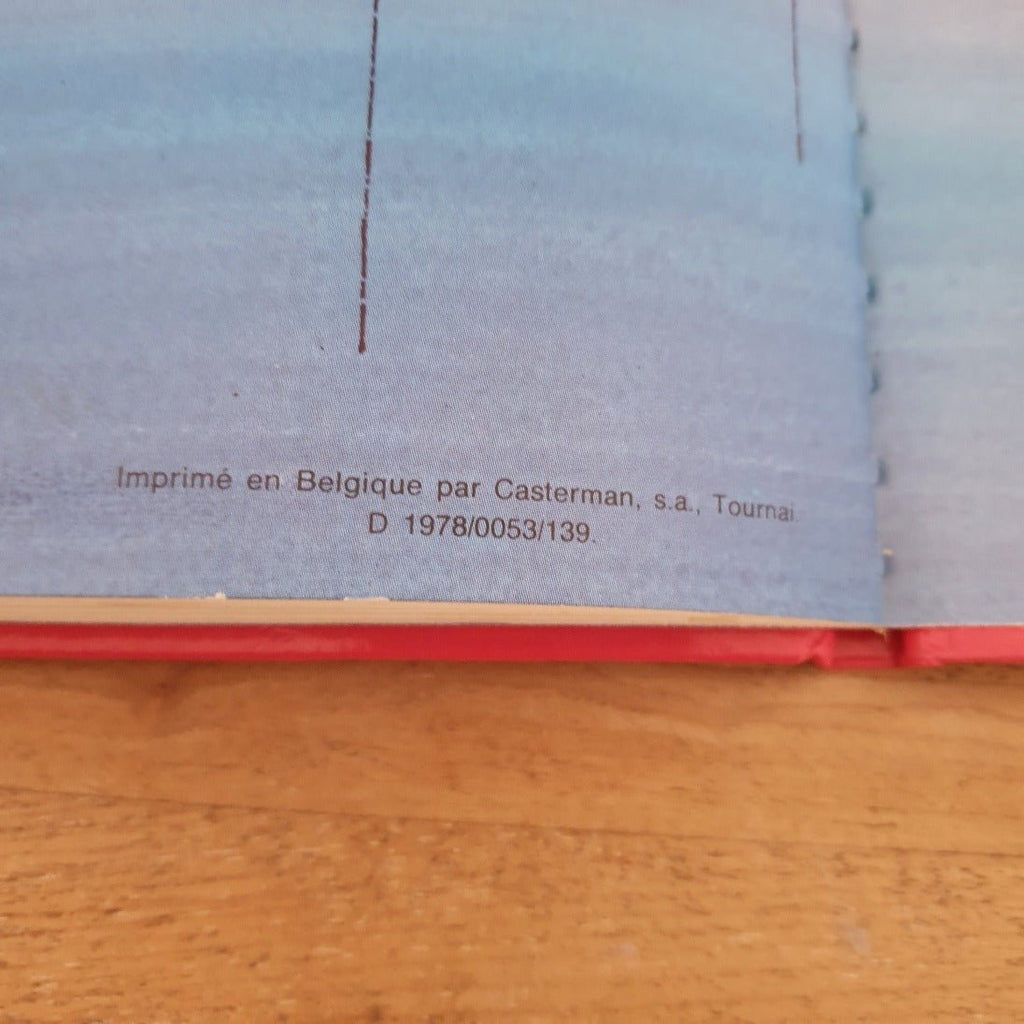 Imprimé en Belgique par Casterman, s.a., Tournai.
D 1978/0053/139.